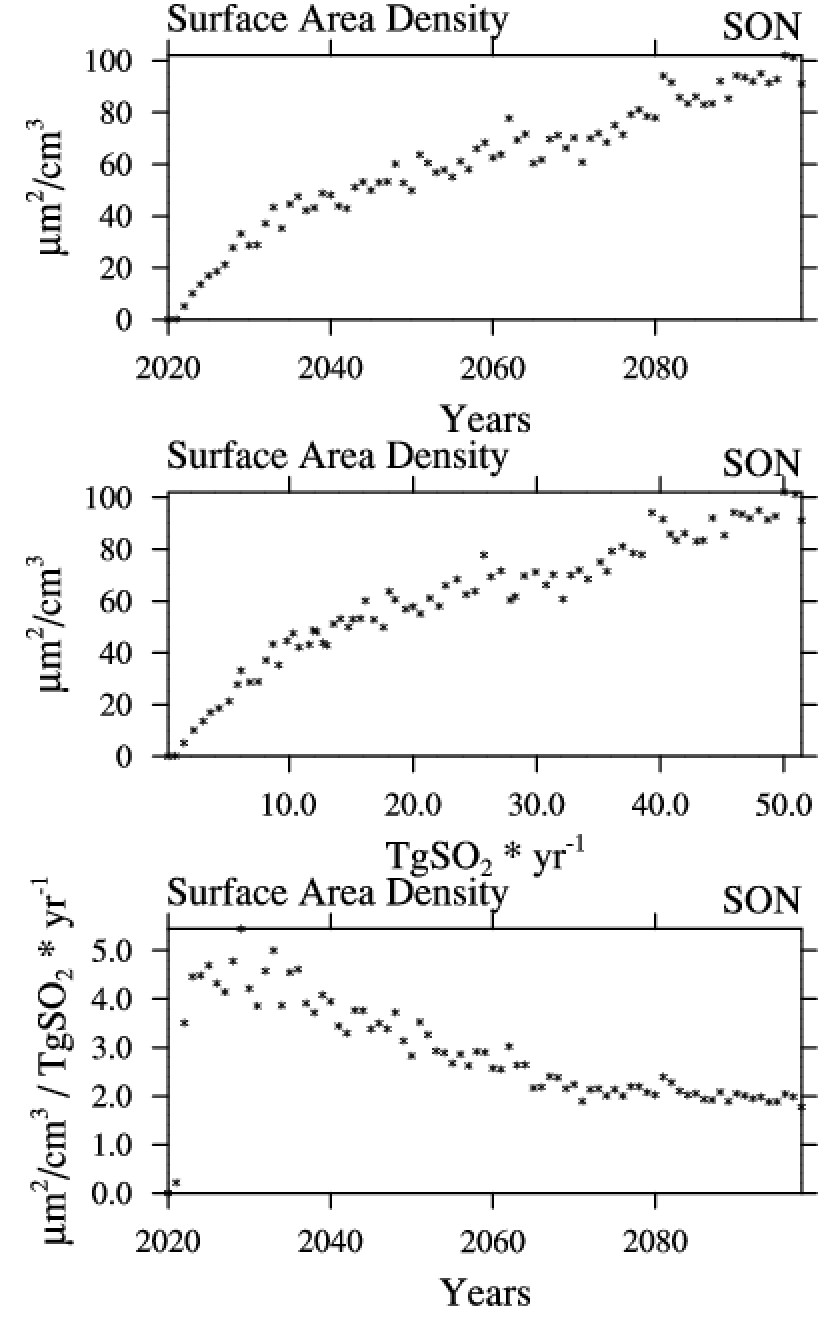 Surface Area Density SON
100
80
60
40
20
0
μm²/cm³
2020 2040 2060 2080
Years
Surface Area Density SON
100
80
60
40
20
0
μm²/cm³
10.0 20.0 30.0 40.0 50.0
TgSO₂ * yr⁻¹
Surface Area Density SON
5.0
4.0
3.0
2.0
1.0
0.0
μm²/cm³ / TgSO₂ * yr⁻¹
2020 2040 2060 2080
Years